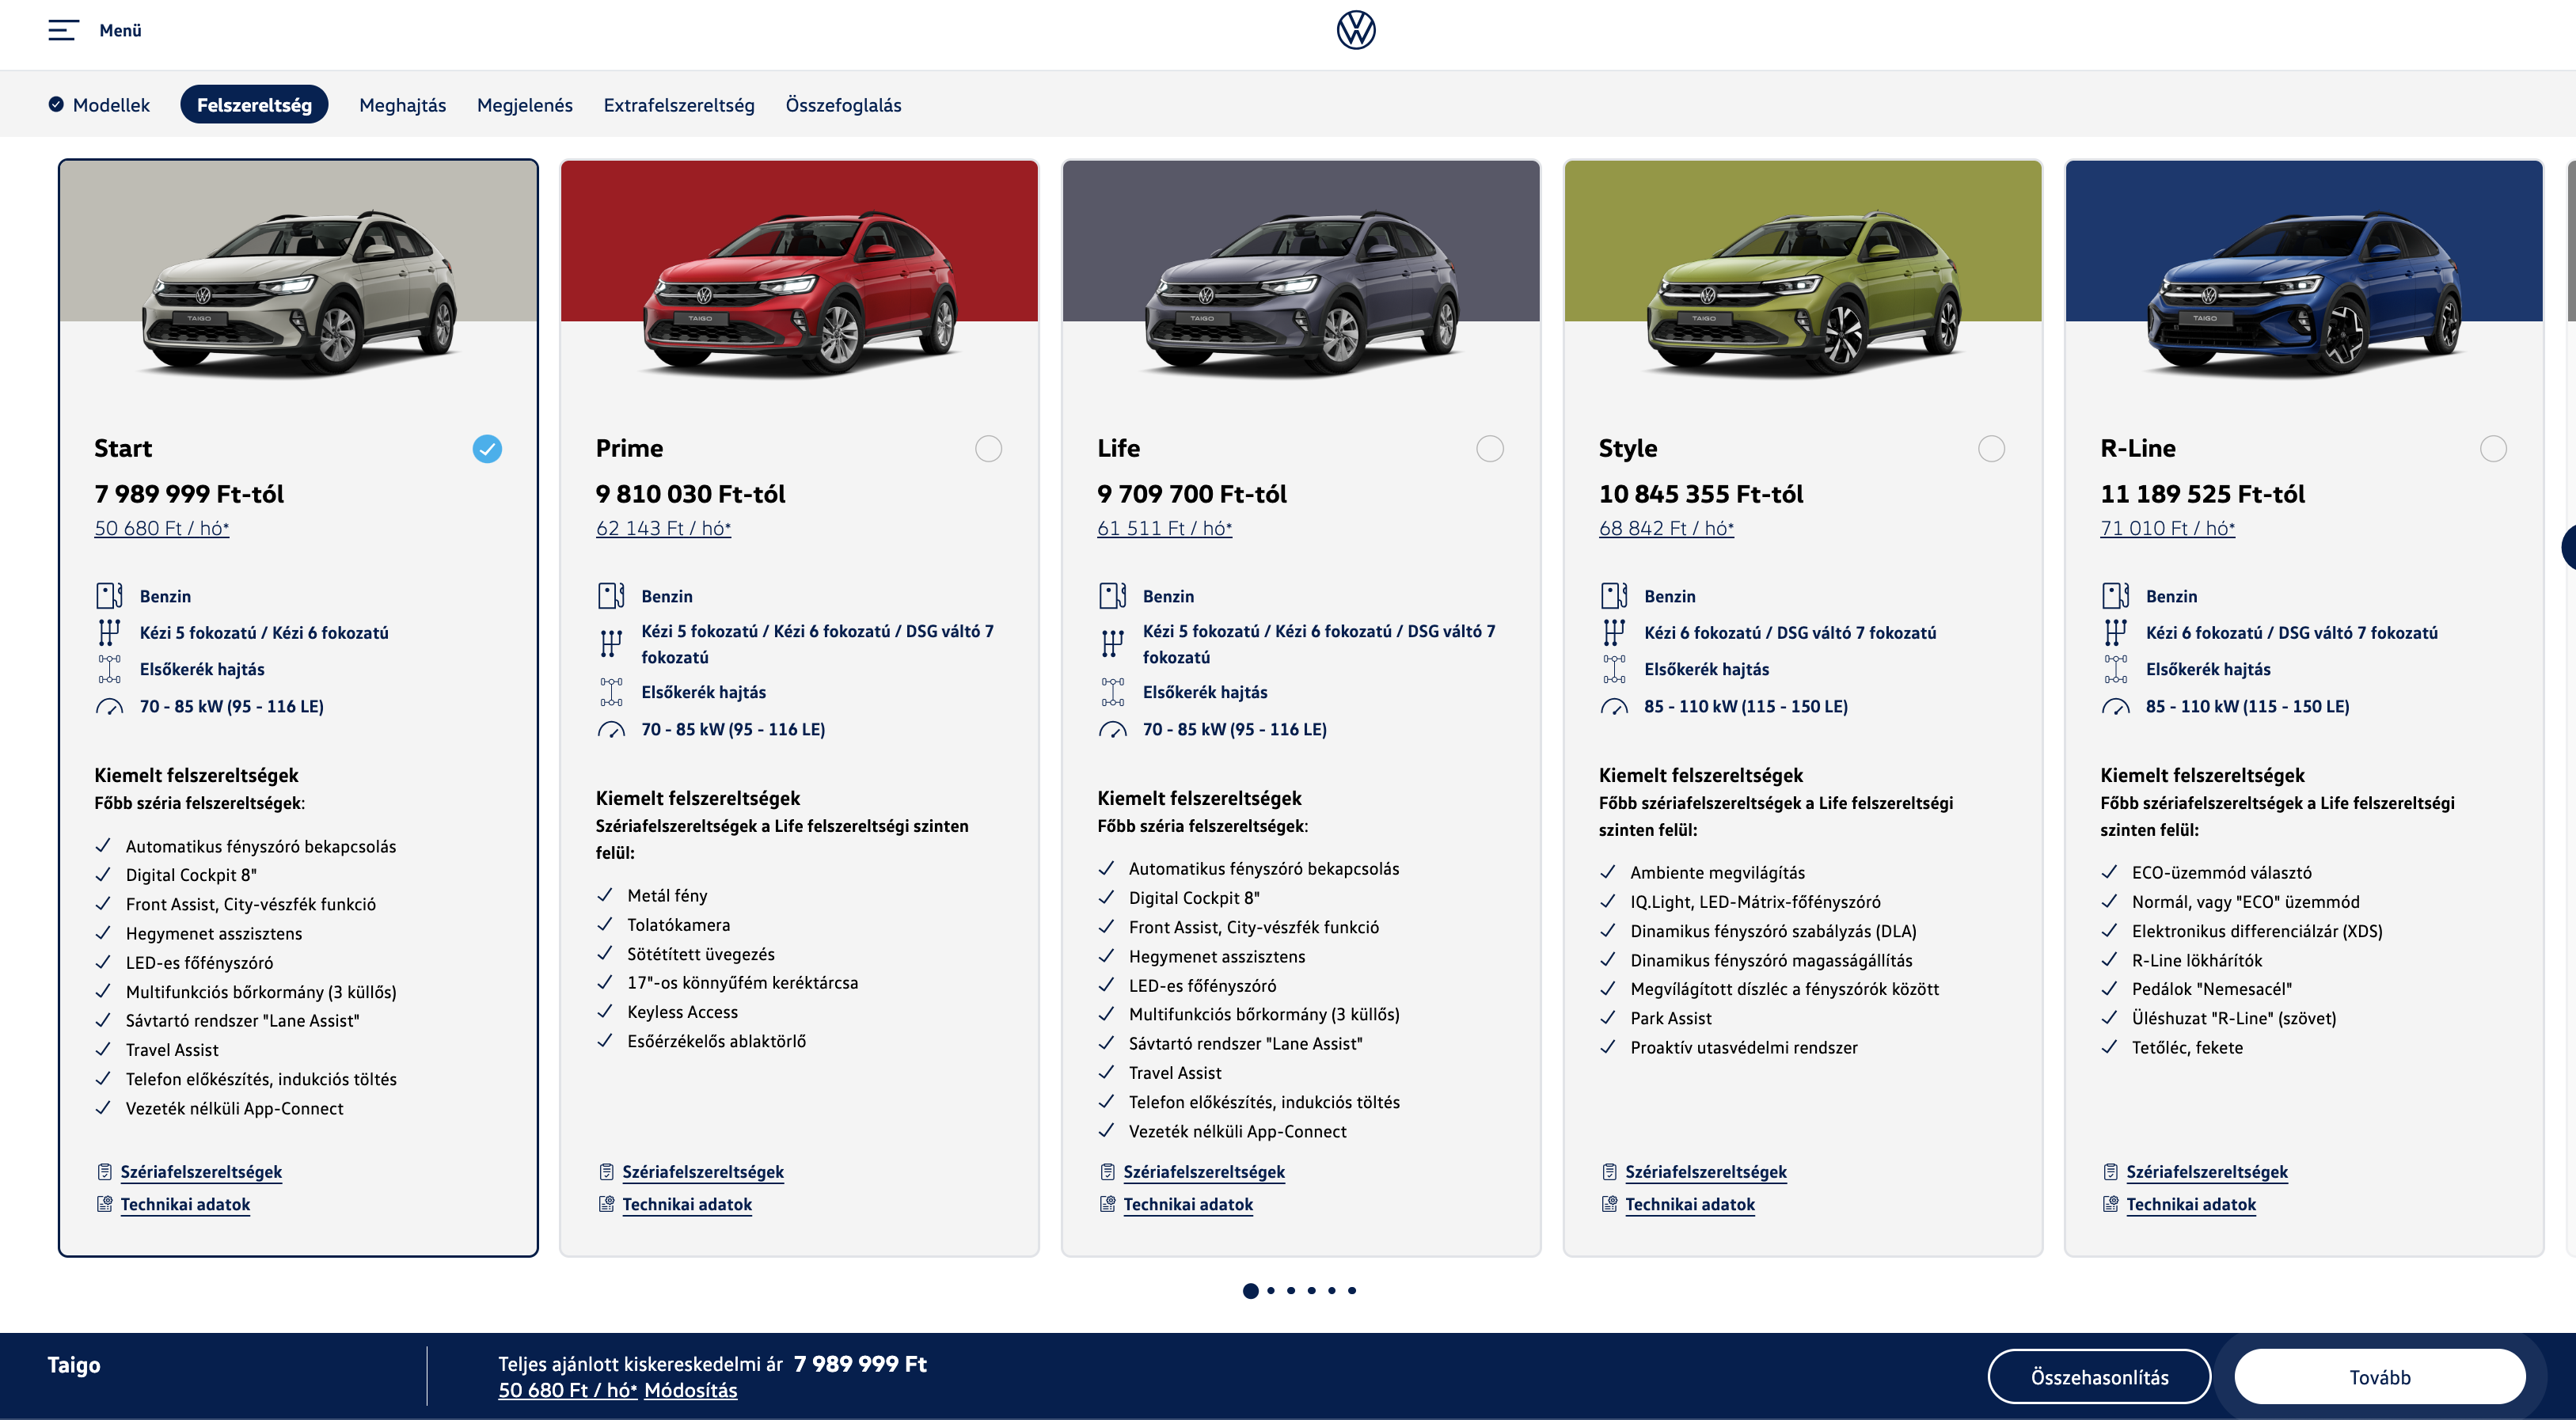 Menü
Modellek
Felszereltség
Meghajtás
Megjelenés
Extrafelszereltség
Összefoglalás
TAIGO
Start
7 989 999 Ft-tól
50 680 Ft / hó*
Benzin
Kézi 5 fokozatú / Kézi 6 fokozatú
Elsőkerék hajtás
70 - 85 kW (95 - 116 LE)
Kiemelt felszereltségek
Főbb széria felszereltségek:
Automatikus fényszóró bekapcsolás
Digital Cockpit 8"
Front Assist, City-vészfék funkció
Hegymenet asszisztens
LED-es főfényszóró
Multifunkciós bőrkormány (3 küllős)
Sávtartó rendszer "Lane Assist"
Travel Assist
Telefon előkészítés, indukciós töltés
Vezeték nélküli App-Connect
Szériafelszereltségek
Technikai adatok
TAIGO
Prime
9 810 030 Ft-tól
62 143 Ft / hó*
Benzin
Kézi 5 fokozatú / Kézi 6 fokozatú / DSG váltó 7
fokozatú
Elsőkerék hajtás
70 - 85 kW (95 - 116 LE)
Kiemelt felszereltségek
Szériafelszereltségek a Life felszereltségi szinten
felül:
Metál fény
Tolatókamera
Sötétített üvegezés
17"-os könnyűfém keréktárcsa
Keyless Access
Esőérzékelős ablaktörlő
Szériafelszereltségek
Technikai adatok
TAIGO
Life
9 709 700 Ft-tól
61 511 Ft / hó*
Benzin
Kézi 5 fokozatú / Kézi 6 fokozatú / DSG váltó 7
fokozatú
Elsőkerék hajtás
70 - 85 kW (95 - 116 LE)
Kiemelt felszereltségek
Főbb széria felszereltségek:
Automatikus fényszóró bekapcsolás
Digital Cockpit 8"
Front Assist, City-vészfék funkció
Hegymenet asszisztens
LED-es főfényszóró
Multifunkciós bőrkormány (3 küllős)
Sávtartó rendszer "Lane Assist"
Travel Assist
Telefon előkészítés, indukciós töltés
Vezeték nélküli App-Connect
Szériafelszereltségek
Technikai adatok
TAIGO
Style
10 845 355 Ft-tól
68 842 Ft / hó*
Benzin
Kézi 6 fokozatú / DSG váltó 7 fokozatú
Elsőkerék hajtás
85 - 110 kW (115 - 150 LE)
Kiemelt felszereltségek
Főbb szériafelszereltségek a Life felszereltségi
szinten felül:
Ambiente megvilágítás
IQ.Light, LED-Mátrix-főfényszóró
Dinamikus fényszóró szabályzás (DLA)
Dinamikus fényszóró magasságállítás
Megvílágított díszléc a fényszórók között
Park Assist
Proaktív utasvédelmi rendszer
Szériafelszereltségek
Technikai adatok
TAIGO
R-Line
11 189 525 Ft-tól
71 010 Ft / hó*
Benzin
Kézi 6 fokozatú / DSG váltó 7 fokozatú
Elsőkerék hajtás
85 - 110 kW (115 - 150 LE)
Kiemelt felszereltségek
Főbb szériafelszereltségek a Life felszereltségi
szinten felül:
ECO-üzemmód választó
Normál, vagy "ECO" üzemmód
Elektronikus differenciálzár (XDS)
R-Line lökhárítók
Pedálok "Nemesacél"
Üléshuzat "R-Line" (szövet)
Tetőléc, fekete
Szériafelszereltségek
Technikai adatok
Taigo
Teljes ajánlott kiskereskedelmi ár 7 989 999 Ft
50 680 Ft / hó* Módosítás
Összehasonlítás
Tovább